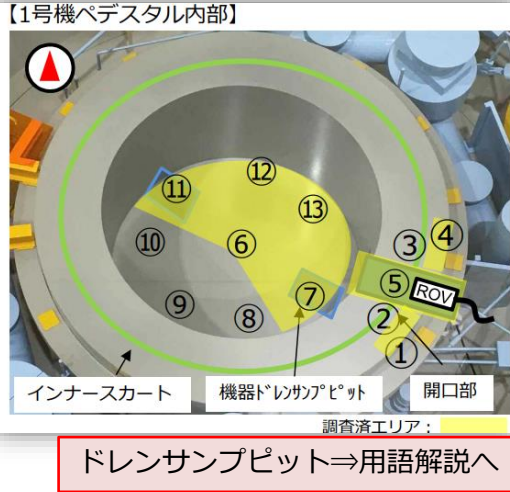 【1号機ペデスタル内部】
⑫
⑪
⑬
③
④
⑩
⑥
⑤
ROV
⑦
⑨
⑧
②
①
インナースカート
機器ﾄﾞﾚﾝｻﾝﾌﾟﾋﾟｯﾄ
開口部
調査済エリア：
ドレンサンプピット⇒用語解説へ